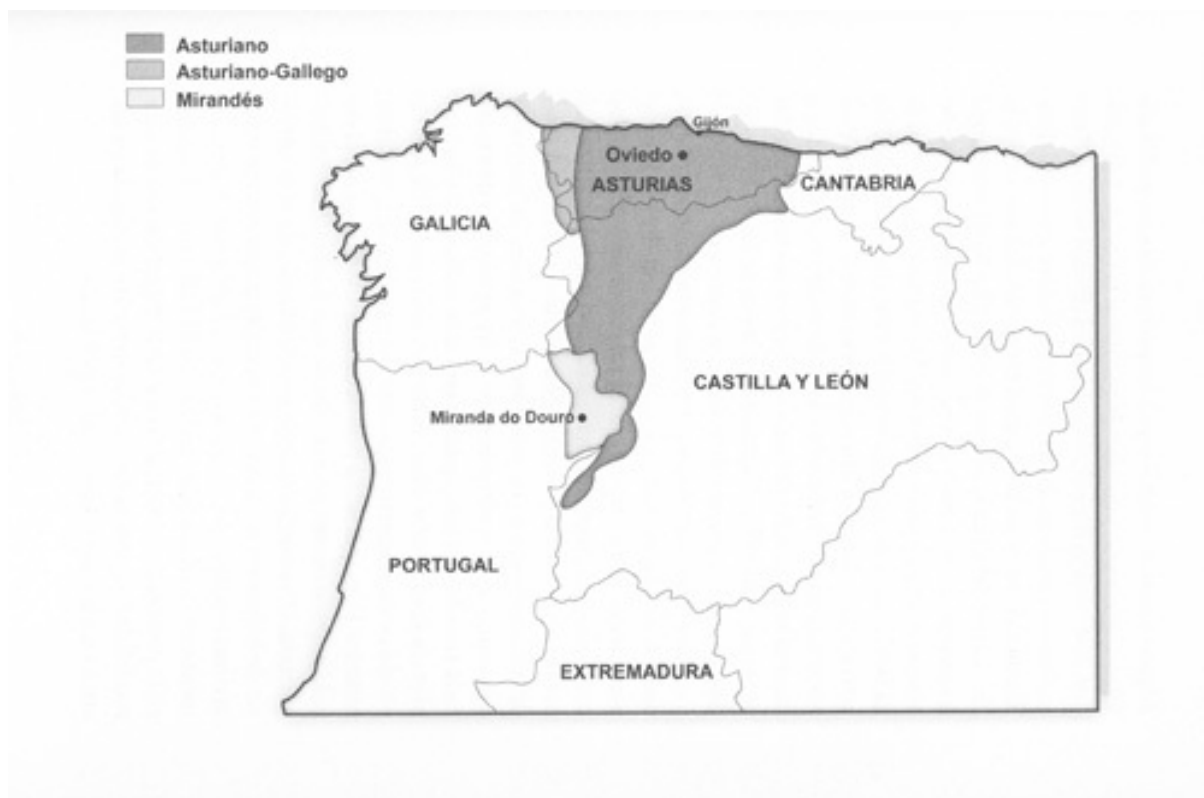 Asturiano
Asturiano-Gallego
Mirandés
Gijón
Oviedo
ASTURIAS
CANTABRIA
GALICIA
CASTILLA Y LEÓN
Miranda do Douro
PORTUGAL
EXTREMADURA